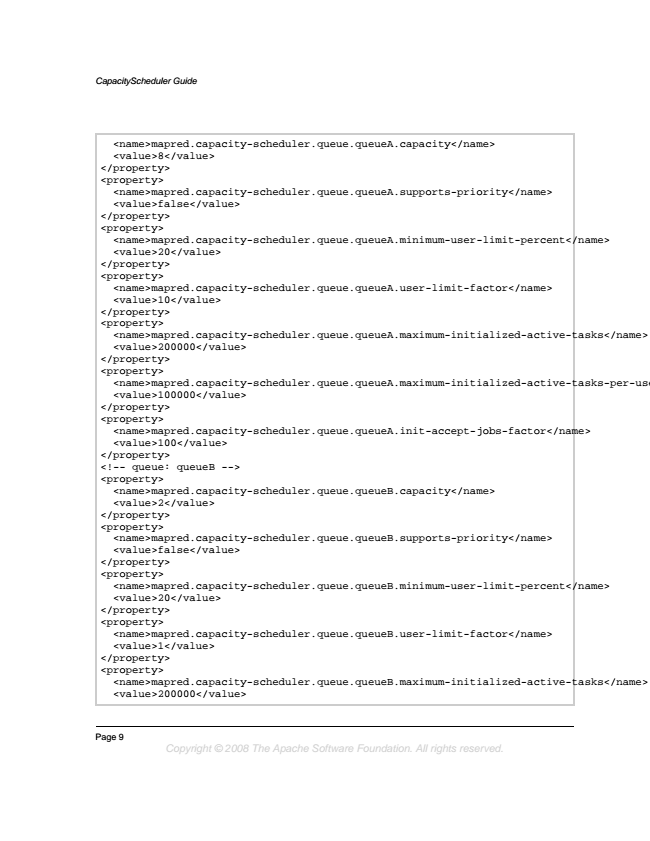 CapacityScheduler Guide
<name>mapred.capacity-scheduler.queue.queueA.capacity</name>
<value>8</value>
</property>
<property>
<name>mapred.capacity-scheduler.queue.queueA.supports-priority</name>
<value>false</value>
</property>
<property>
<name>mapred.capacity-scheduler.queue.queueA.minimum-user-limit-percent</name>
<value>20</value>
</property>
<property>
<name>mapred.capacity-scheduler.queue.queueA.user-limit-factor</name>
<value>10</value>
</property>
<property>
<name>mapred.capacity-scheduler.queue.queueA.maximum-initialized-active-tasks</name>
<value>200000</value>
</property>
<property>
<name>mapred.capacity-scheduler.queue.queueA.maximum-initialized-active-tasks-per-us
<value>100000</value>
</property>
<property>
<name>mapred.capacity-scheduler.queue.queueA.init-accept-jobs-factor</name>
<value>100</value>
</property>
<!-- queue: queueB -->
<property>
<name>mapred.capacity-scheduler.queue.queueB.capacity</name>
<value>2</value>
</property>
<property>
<name>mapred.capacity-scheduler.queue.queueB.supports-priority</name>
<value>false</value>
</property>
<property>
<name>mapred.capacity-scheduler.queue.queueB.minimum-user-limit-percent</name>
<value>20</value>
</property>
<property>
<name>mapred.capacity-scheduler.queue.queueB.user-limit-factor</name>
<value>1</value>
</property>
<property>
<name>mapred.capacity-scheduler.queue.queueB.maximum-initialized-active-tasks</name>
<value>200000</value>
Page 9
Copyright © 2008 The Apache Software Foundation. All rights reserved.